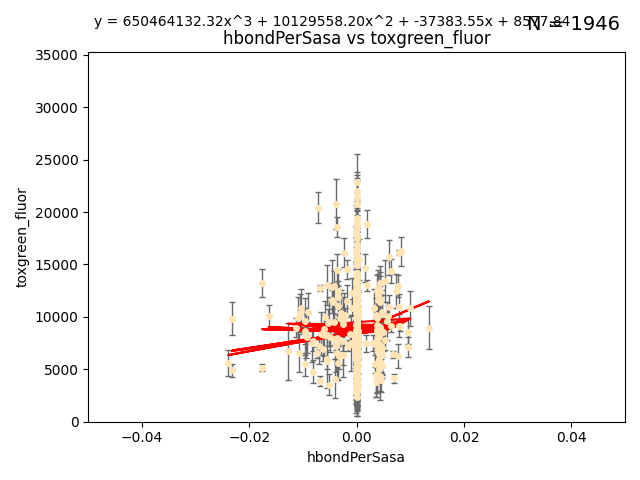 y = 650464132.32x^3 + 10129558.20x^2 + -37383.55x +
N = 1946
hbondPerSasa vs toxgreen_fluor
35000
30000
25000
20000
15000
10000
5000
0
toxgreen_fluor
−0.04 −0.02 0.00 0.02 0.04
hbondPerSasa